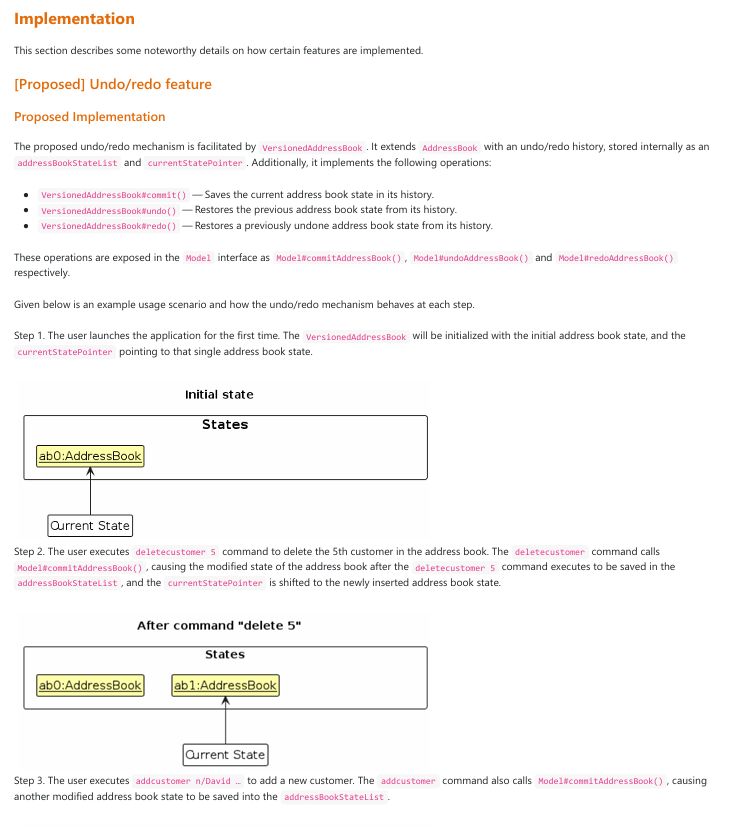 Implementation
This section describes some noteworthy details on how certain features are implemented.
[Proposed] Undo/redo feature
Proposed Implementation
The proposed undo/redo mechanism is facilitated by VersionedAddressBook. It extends AddressBook with an undo/redo history, stored internally as an
addressBookStateList and currentStatePointer. Additionally, it implements the following operations:
• VersionedAddressBook#commit() — Saves the current address book state in its history.
• VersionedAddressBook#undo() — Restores the previous address book state from its history.
• VersionedAddressBook#redo() — Restores a previously undone address book state from its history.
These operations are exposed in the Model interface as Model#commitAddressBook(), Model#undoAddressBook() and Model#redoAddressBook()
respectively.
Given below is an example usage scenario and how the undo/redo mechanism behaves at each step.
Step 1. The user launches the application for the first time. The VersionedAddressBook will be initialized with the initial address book state, and the
currentStatePointer pointing to that single address book state.
Initial state
States
ab0:AddressBook
Current State
Step 2. The user executes deletecustomer 5 command to delete the 5th customer in the address book. The deletecustomer command calls
Model#commitAddressBook(), causing the modified state of the address book after the deletecustomer 5 command executes to be saved in the
addressBookStateList, and the currentStatePointer is shifted to the newly inserted address book state.
After command "delete 5"
States
ab0:AddressBook ab1:AddressBook
Current State
Step 3. The user executes addcustomer n/David … to add a new customer. The addcustomer command also calls Model#commitAddressBook(), causing
another modified address book state to be saved into the addressBookStateList.